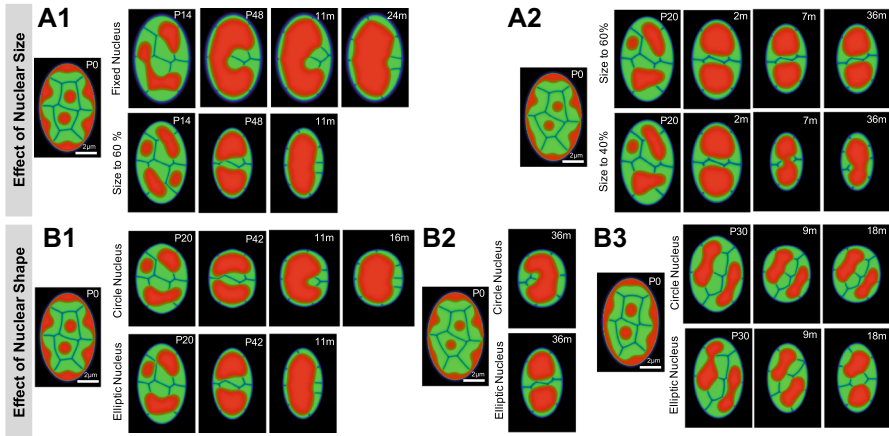 A1
A2
Effect of Nuclear Size
P0
2μm
Fixed Nucleus
P14
P48
11m
24m
Size to 60 %
P14
P48
11m
P0
2μm
Size to 60%
P20
2m
7m
36m
Size to 40%
P20
2m
7m
36m
B1
B2
B3
Effect of Nuclear Shape
P0
2μm
Circle Nucleus
P20
P42
11m
16m
Elliptic Nucleus
P20
P42
11m
P0
2μm
Circle Nucleus
36m
Elliptic Nucleus
36m
P0
2μm
Circle Nucleus
P30
9m
18m
Elliptic Nucleus
P30
9m
18m